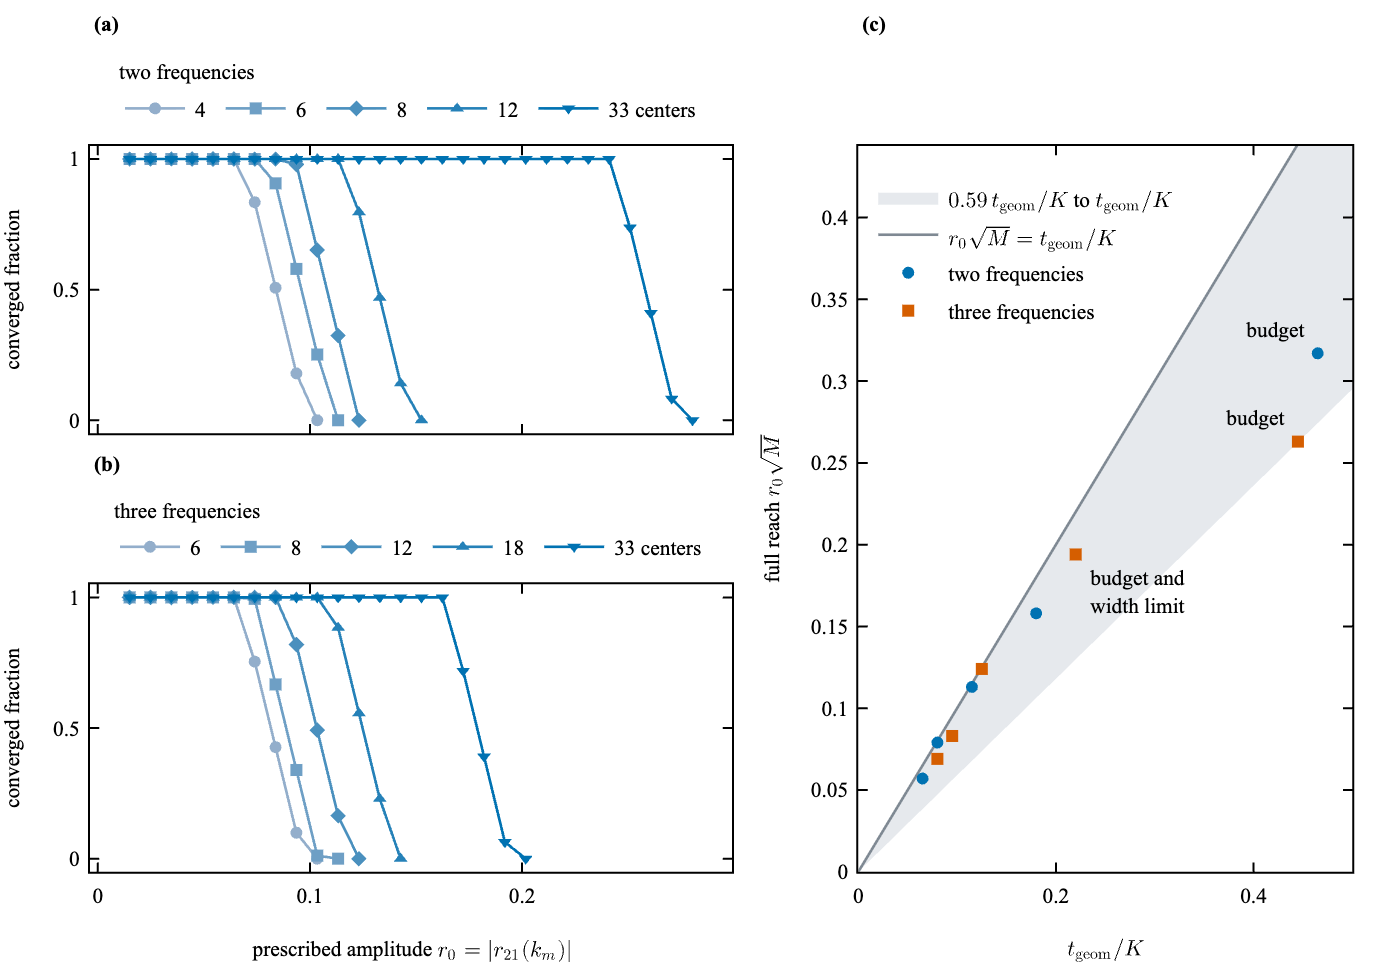 (a)
two frequencies
4 6 8 12 33 centers
1
0.5
0
converged fraction
(b)
three frequencies
6 8 12 18 33 centers
1
0.5
0
converged fraction
0 0.1 0.2
prescribed amplitude r₀ = |r₂₁(kₘ)|
(c)
0.59 t_geom/K to t_geom/K
r₀√M = t_geom/K
two frequencies
three frequencies
budget
budget
budget and
width limit
0.4
0.35
0.3
0.25
0.2
0.15
0.1
0.05
0
full reach r₀√M
0 0.2 0.4
t_geom/K